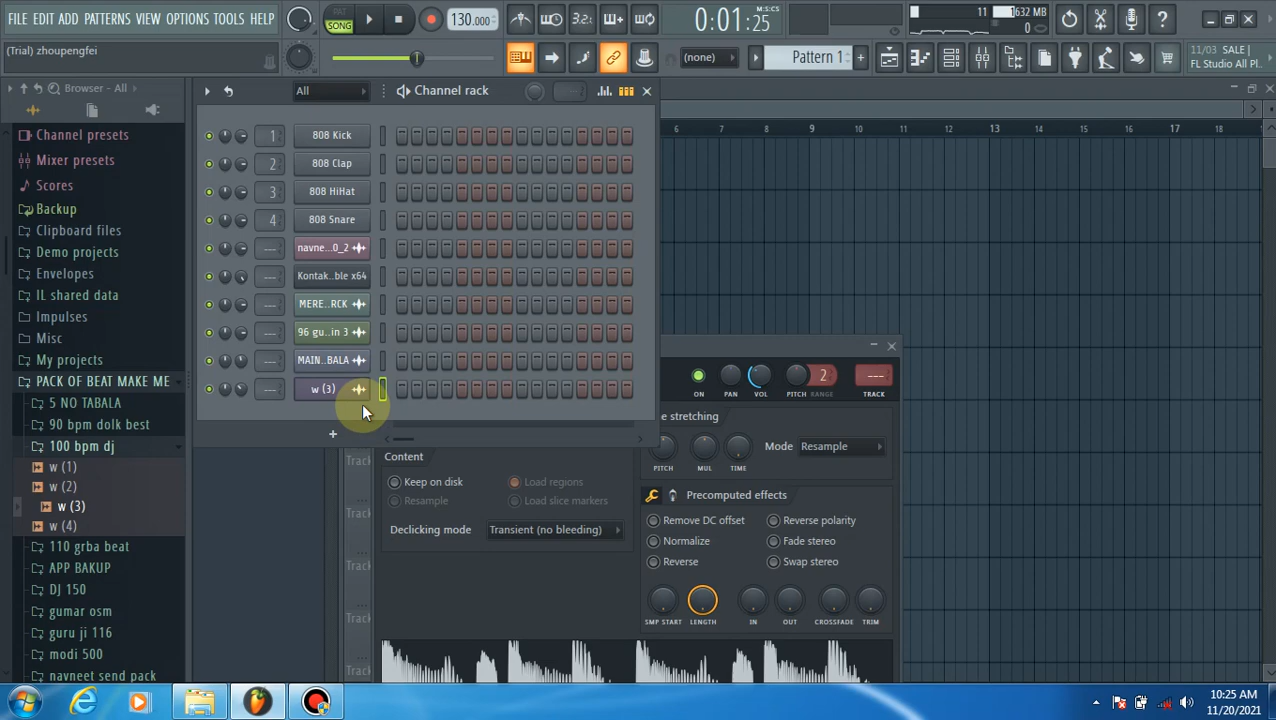 FILE EDIT ADD PATTERNS VIEW OPTIONS TOOLS HELP
PAT
SONG
130.000
3.2:
0:01:25
M:S:CS
11
1632 MB
0
(Trial) zhoupengfei
(none)
Pattern 1
11/03 SALE |
FL Studio All Pl..
Browser - All
All
Channel rack
Channel presets
Mixer presets
Scores
Backup
Clipboard files
Demo projects
Envelopes
IL shared data
Impulses
Misc
My projects
PACK OF BEAT MAKE ME
5 NO TABALA
90 bpm dolk best
100 bpm dj
w (1)
w (2)
w (3)
w (4)
110 grba beat
APP BAKUP
DJ 150
gumar osm
guru ji 116
modi 500
navneet send pack
1 808 Kick
2 808 Clap
3 808 HiHat
4 808 Snare
--- navne..0_2
--- Kontak..ble x64
--- MERE..RCK
--- 96 gu..in 3
--- MAIN..BALA
--- w (3)
6 7 8 9 10 11 12 13 14 15 16 17 18
ON PAN VOL PITCH RANGE 2 --- TRACK
e stretching
PITCH MUL TIME Mode Resample
Content
Keep on disk
Load regions
Resample
Load slice markers
Declicking mode Transient (no bleeding)
Precomputed effects
Remove DC offset
Reverse polarity
Normalize
Fade stereo
Reverse
Swap stereo
SMP START LENGTH IN OUT CROSSFADE TRIM
Track
Track
Track
Track
Track
10:25 AM
11/20/2021